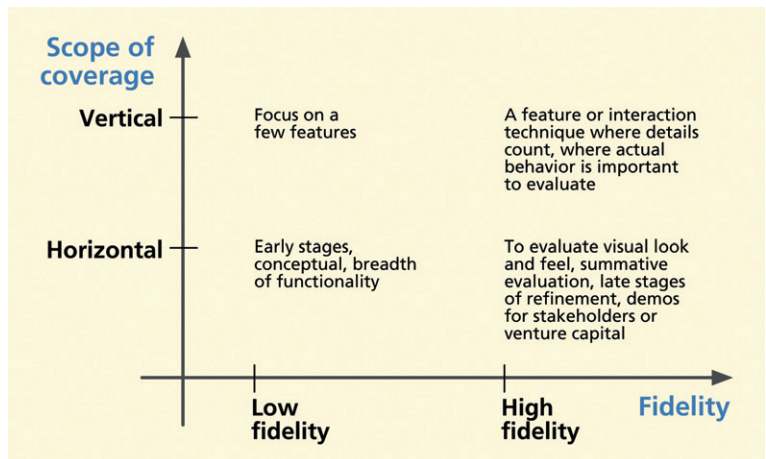 Scope of
coverage
Vertical
Focus on a
few features
A feature or interaction
technique where details
count, where actual
behavior is important
to evaluate
Horizontal
Early stages,
conceptual, breadth
of functionality
To evaluate visual look
and feel, summative
evaluation, late stages
of refinement, demos
for stakeholders or
venture capital
Low
fidelity
High
fidelity
Fidelity